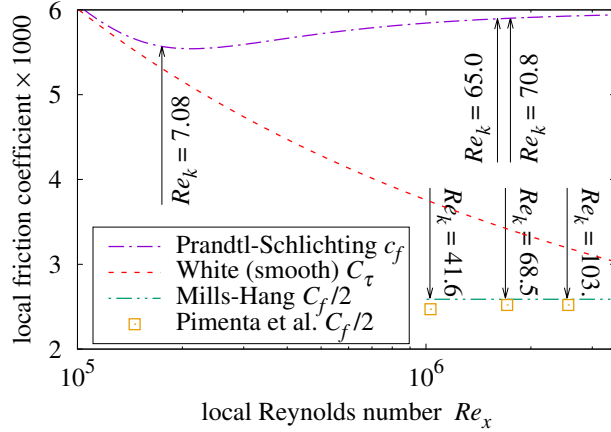 local friction coefficient × 1000
6
5
4
3
2
Re_k = 7.08
Re_k = 65.0
Re_k = 70.8
Re_k = 41.6
Re_k = 68.5
Re_k = 103.
Prandtl-Schlichting c_f
White (smooth) C_τ
Mills-Hang C_f/2
Pimenta et al. C_f/2
10^5
10^6
local Reynolds number Re_x